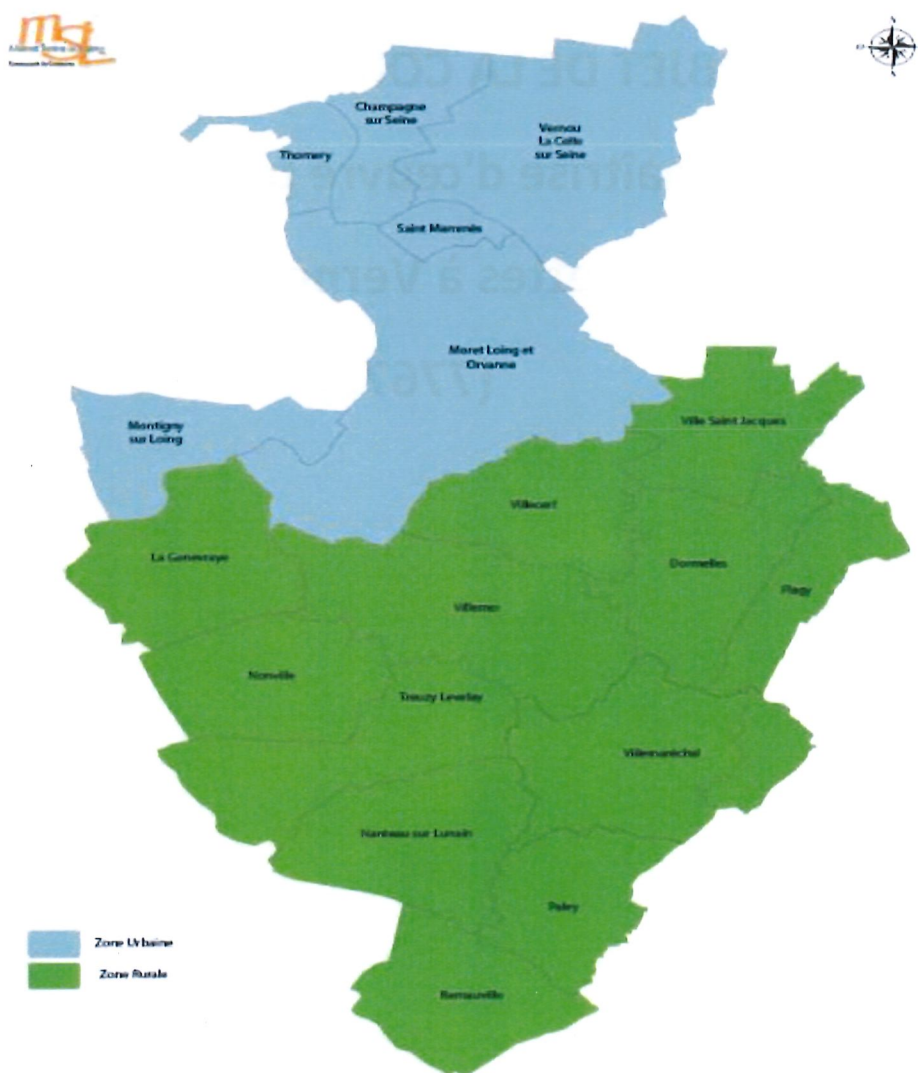 msl
Champagne
sur Seine
Vernou
La Celle
sur Seine
Thomery
Saint Mammès
Moret Loing et
Orvanne
Montigny
sur Loing
Ville Saint Jacques
Villecerf
La Genevraye
Dormelles
Flagy
Villemer
Nonville
Treuzy Levelay
Villemaréchal
Nanteau sur Lunain
Paley
Remauville
Zone Urbaine
Zone Rurale